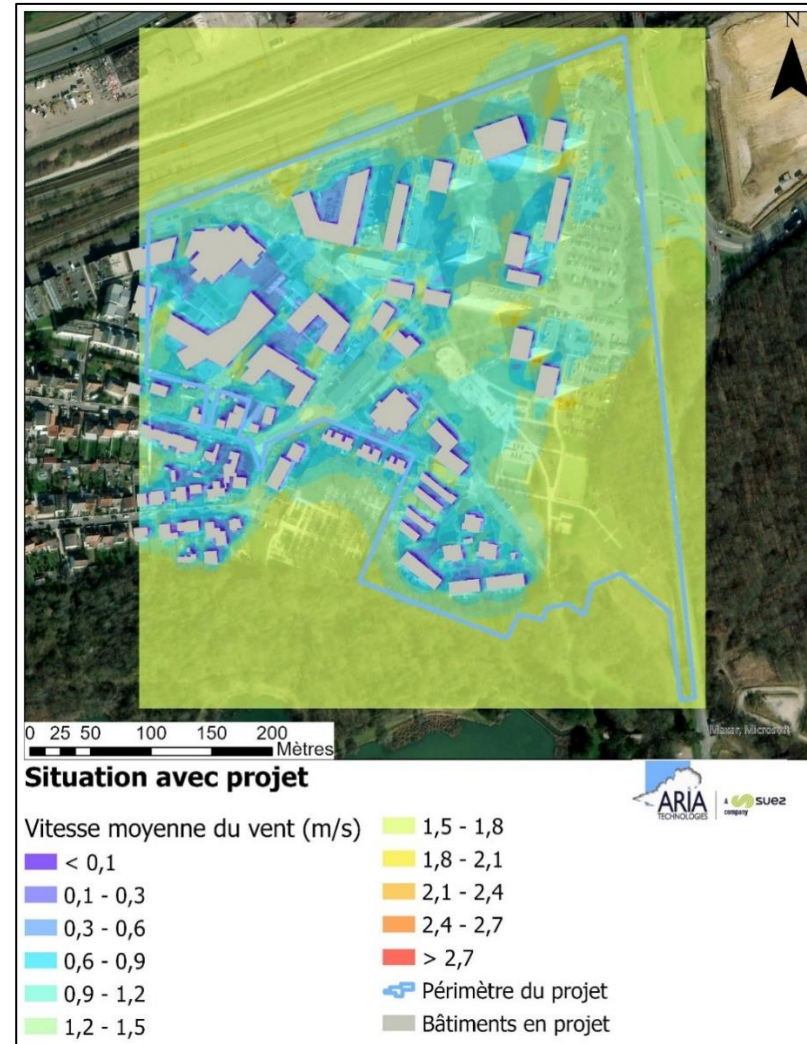 N
Maxar, Microsoft
0 25 50 100 150 200
Mètres
Situation avec projet
ARIA
TECHNOLOGIES
A suez
company
Vitesse moyenne du vent (m/s)
< 0,1
0,1 - 0,3
0,3 - 0,6
0,6 - 0,9
0,9 - 1,2
1,2 - 1,5
1,5 - 1,8
1,8 - 2,1
2,1 - 2,4
2,4 - 2,7
> 2,7
Périmètre du projet
Bâtiments en projet